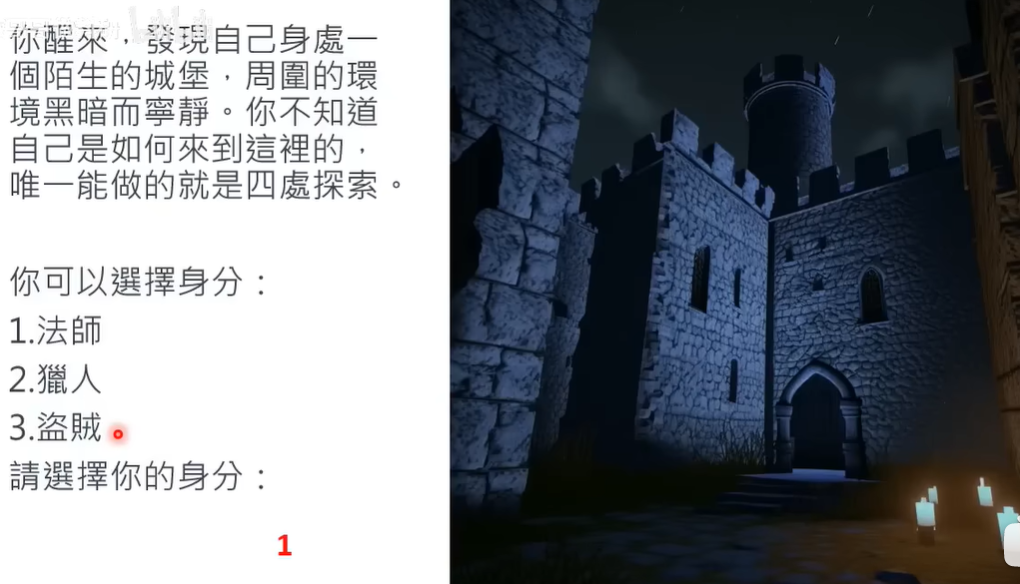 你醒來，發現自己身處一
個陌生的城堡，周圍的環
境黑暗而寧靜。你不知道
自己是如何來到這裡的，
唯一能做的就是四處探索。
你可以選擇身分：
1.法師
2.獵人
3.盜賊
請選擇你的身分：
1